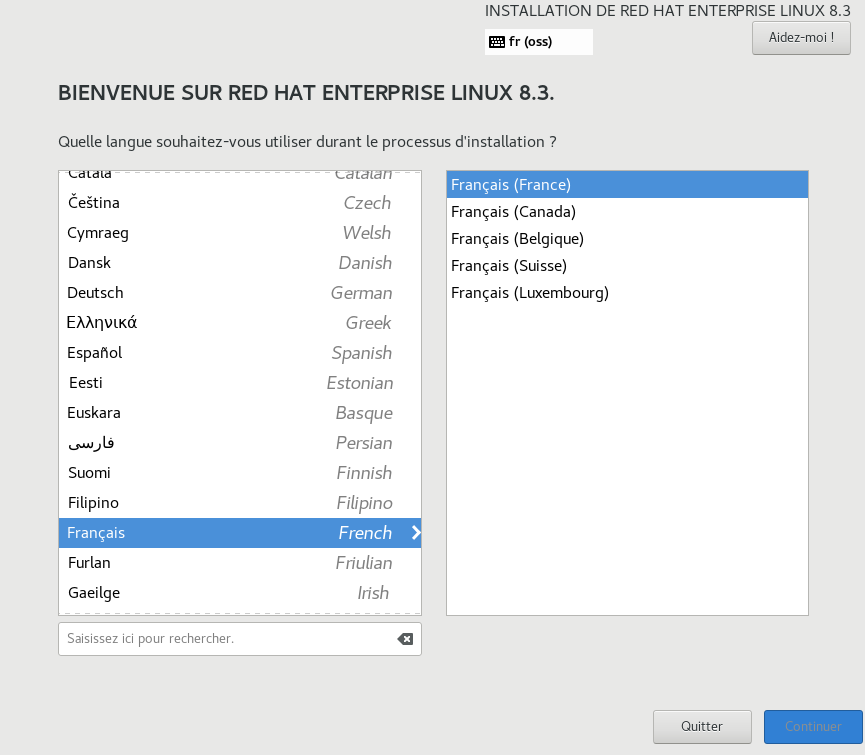 INSTALLATION DE RED HAT ENTERPRISE LINUX 8.3
fr (oss)
Aidez-moi !
BIENVENUE SUR RED HAT ENTERPRISE LINUX 8.3.
Quelle langue souhaitez-vous utiliser durant le processus d'installation ?
Català Catalan
Čeština Czech
Cymraeg Welsh
Dansk Danish
Deutsch German
Ελληνικά Greek
Español Spanish
Eesti Estonian
Euskara Basque
فارسی Persian
Suomi Finnish
Filipino Filipino
Français French
Furlan Friulian
Gaeilge Irish
Français (France)
Français (Canada)
Français (Belgique)
Français (Suisse)
Français (Luxembourg)
Saisissez ici pour rechercher.
Quitter
Continuer